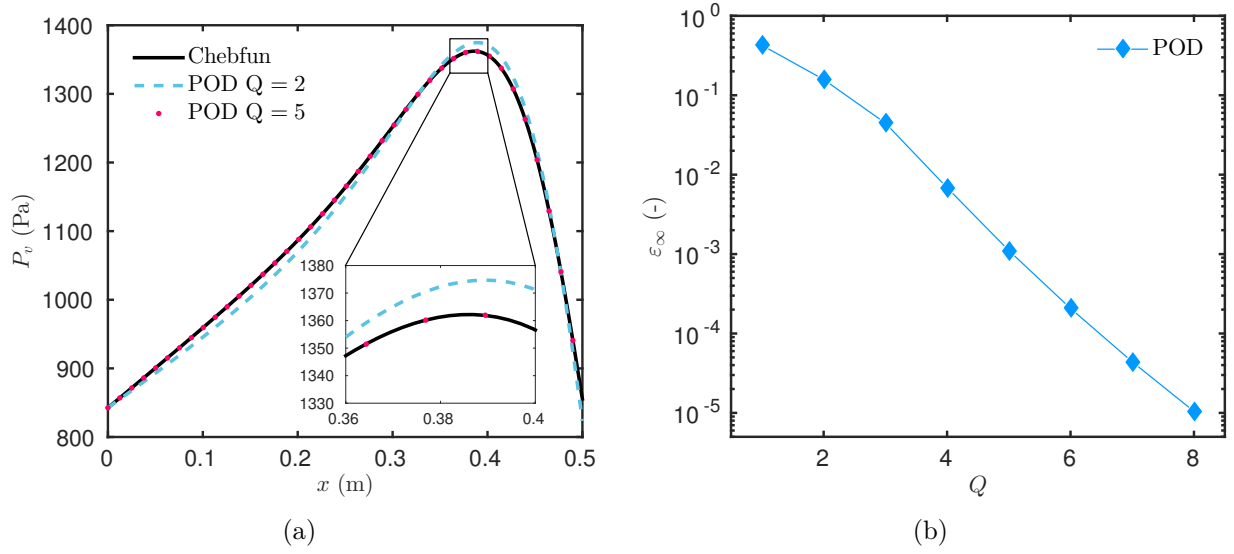 1400
1300
1200
1100
1000
900
800
P_v (Pa)
Chebfun
POD Q = 2
POD Q = 5
1380
1370
1360
1350
1340
1330
0.36 0.38 0.4
0 0.1 0.2 0.3 0.4 0.5
x (m)
(a)
10^0
10^-1
10^-2
10^-3
10^-4
10^-5
ε_∞ (-)
POD
2 4 6 8
Q
(b)